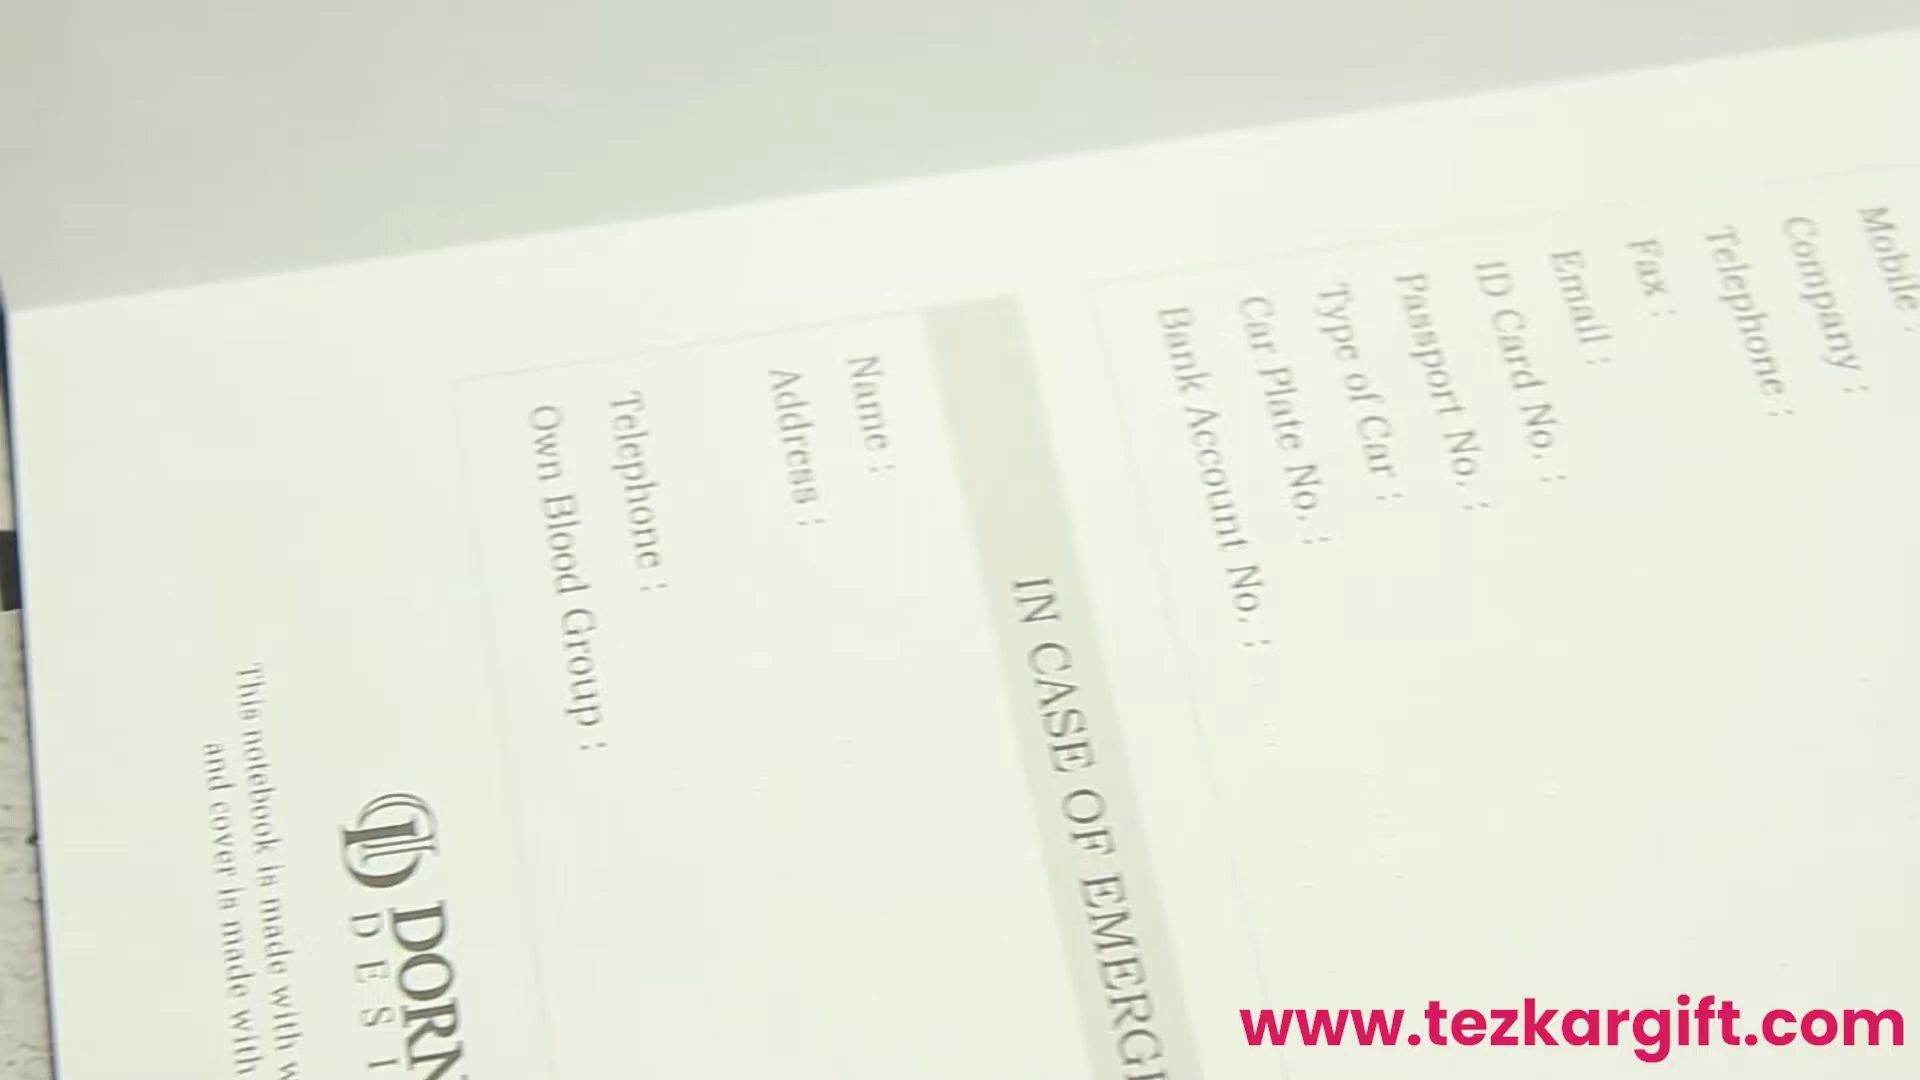 Mobile :
Company :
Telephone :
Fax :
Email :
ID Card No. :
Passport No. :
Type of Car :
Car Plate No. :
Bank Account No. :
IN CASE OF EMERG
Name :
Address :
Telephone :
Own Blood Group :
DORN
DESI
This notebook is made with w
and cover is made with
www.tezkargift.com